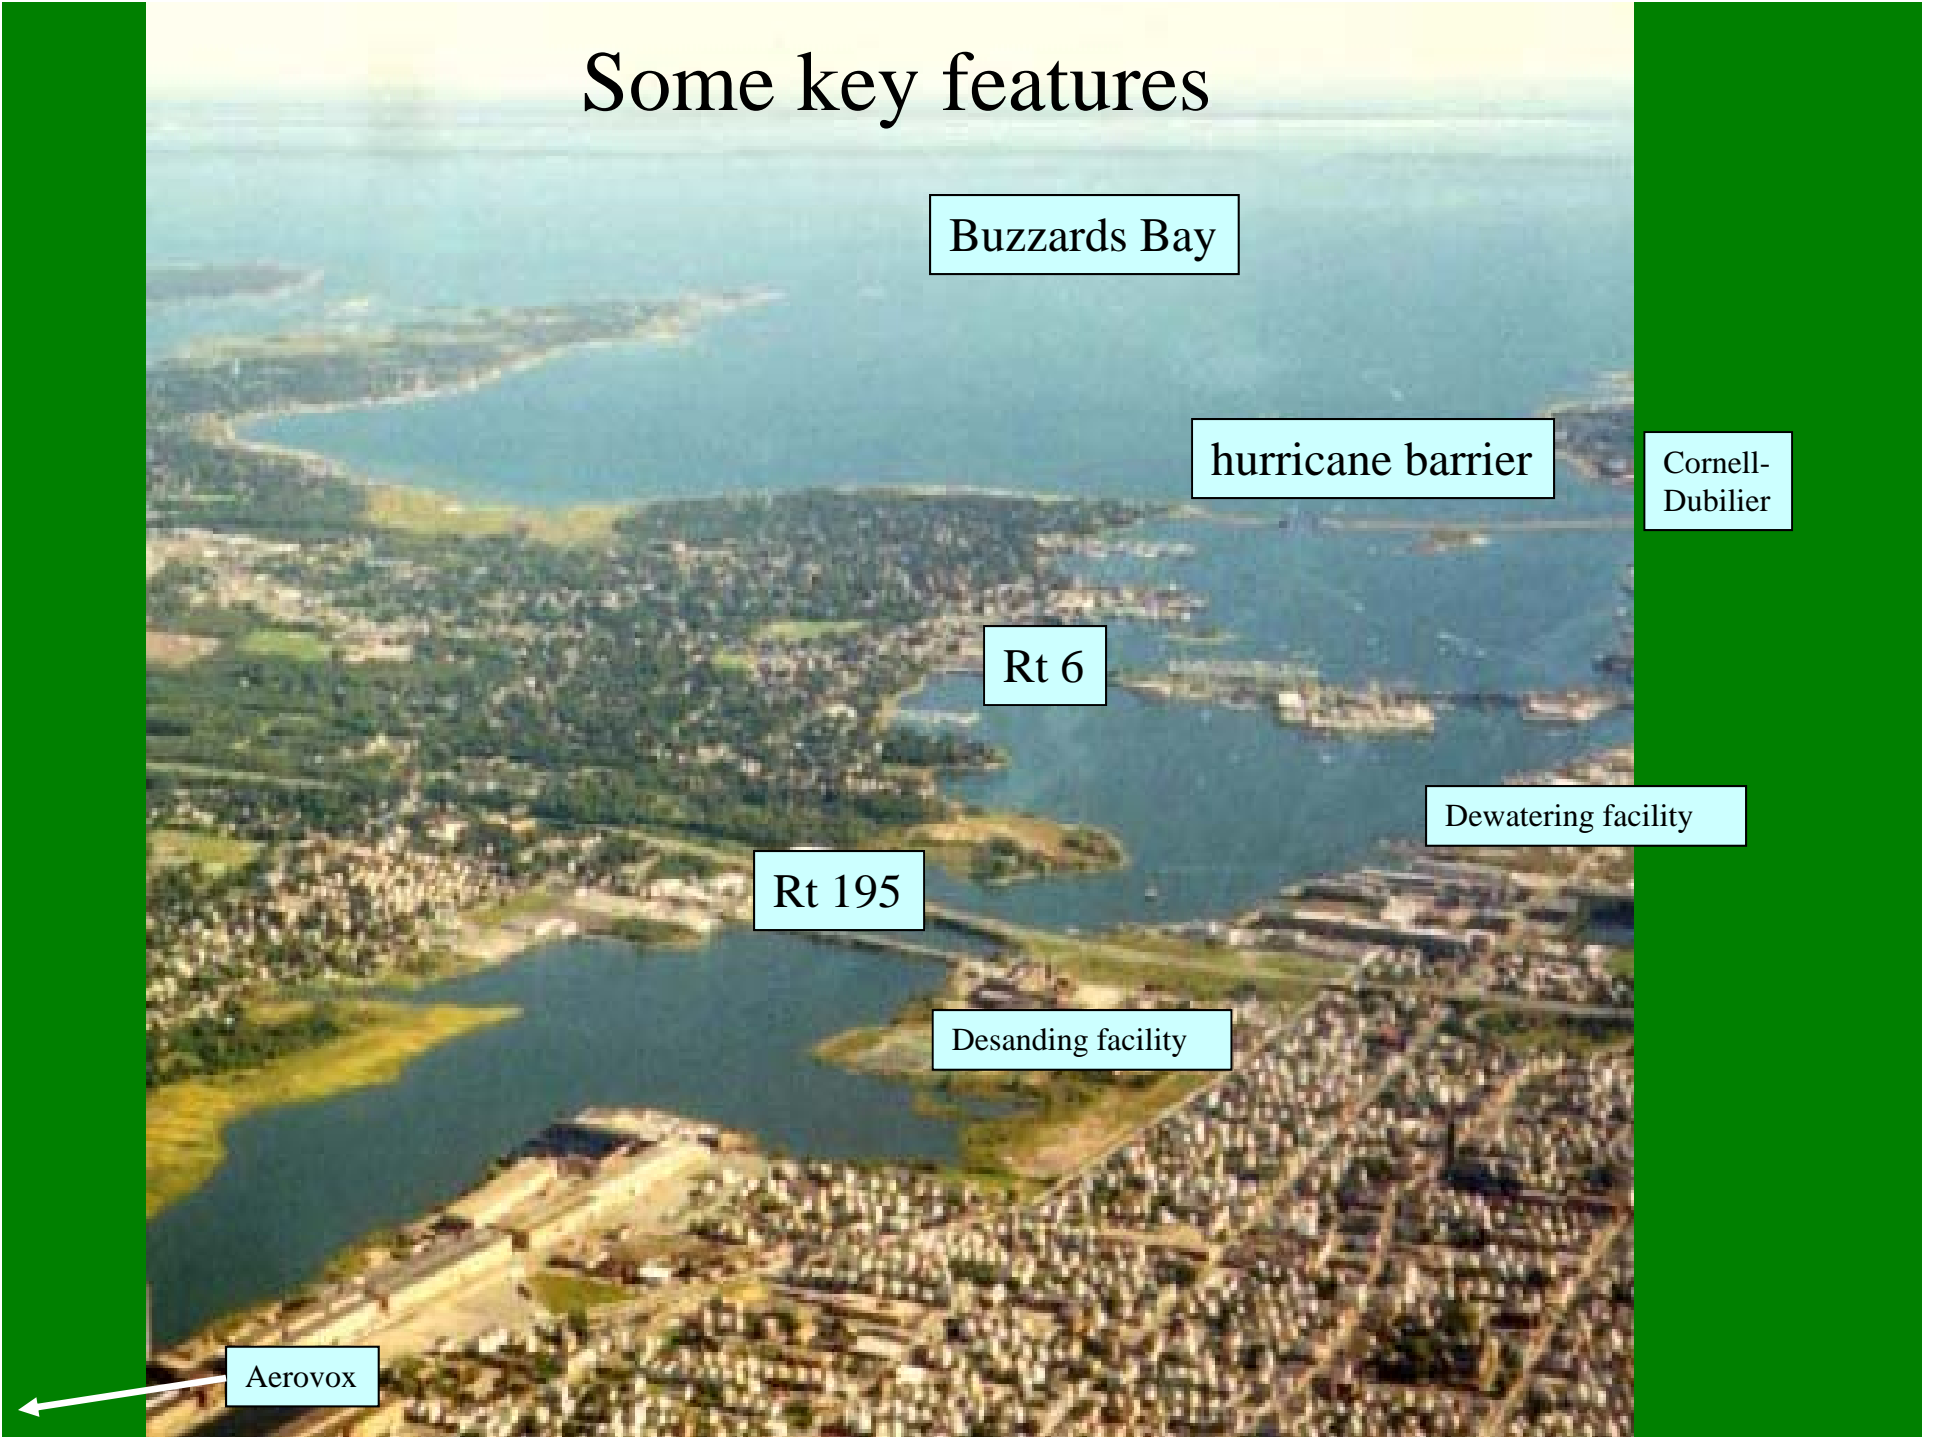 Some key features
Buzzards Bay
hurricane barrier
Cornell-
Dubilier
Rt 6
Dewatering facility
Rt 195
Desanding facility
Aerovox